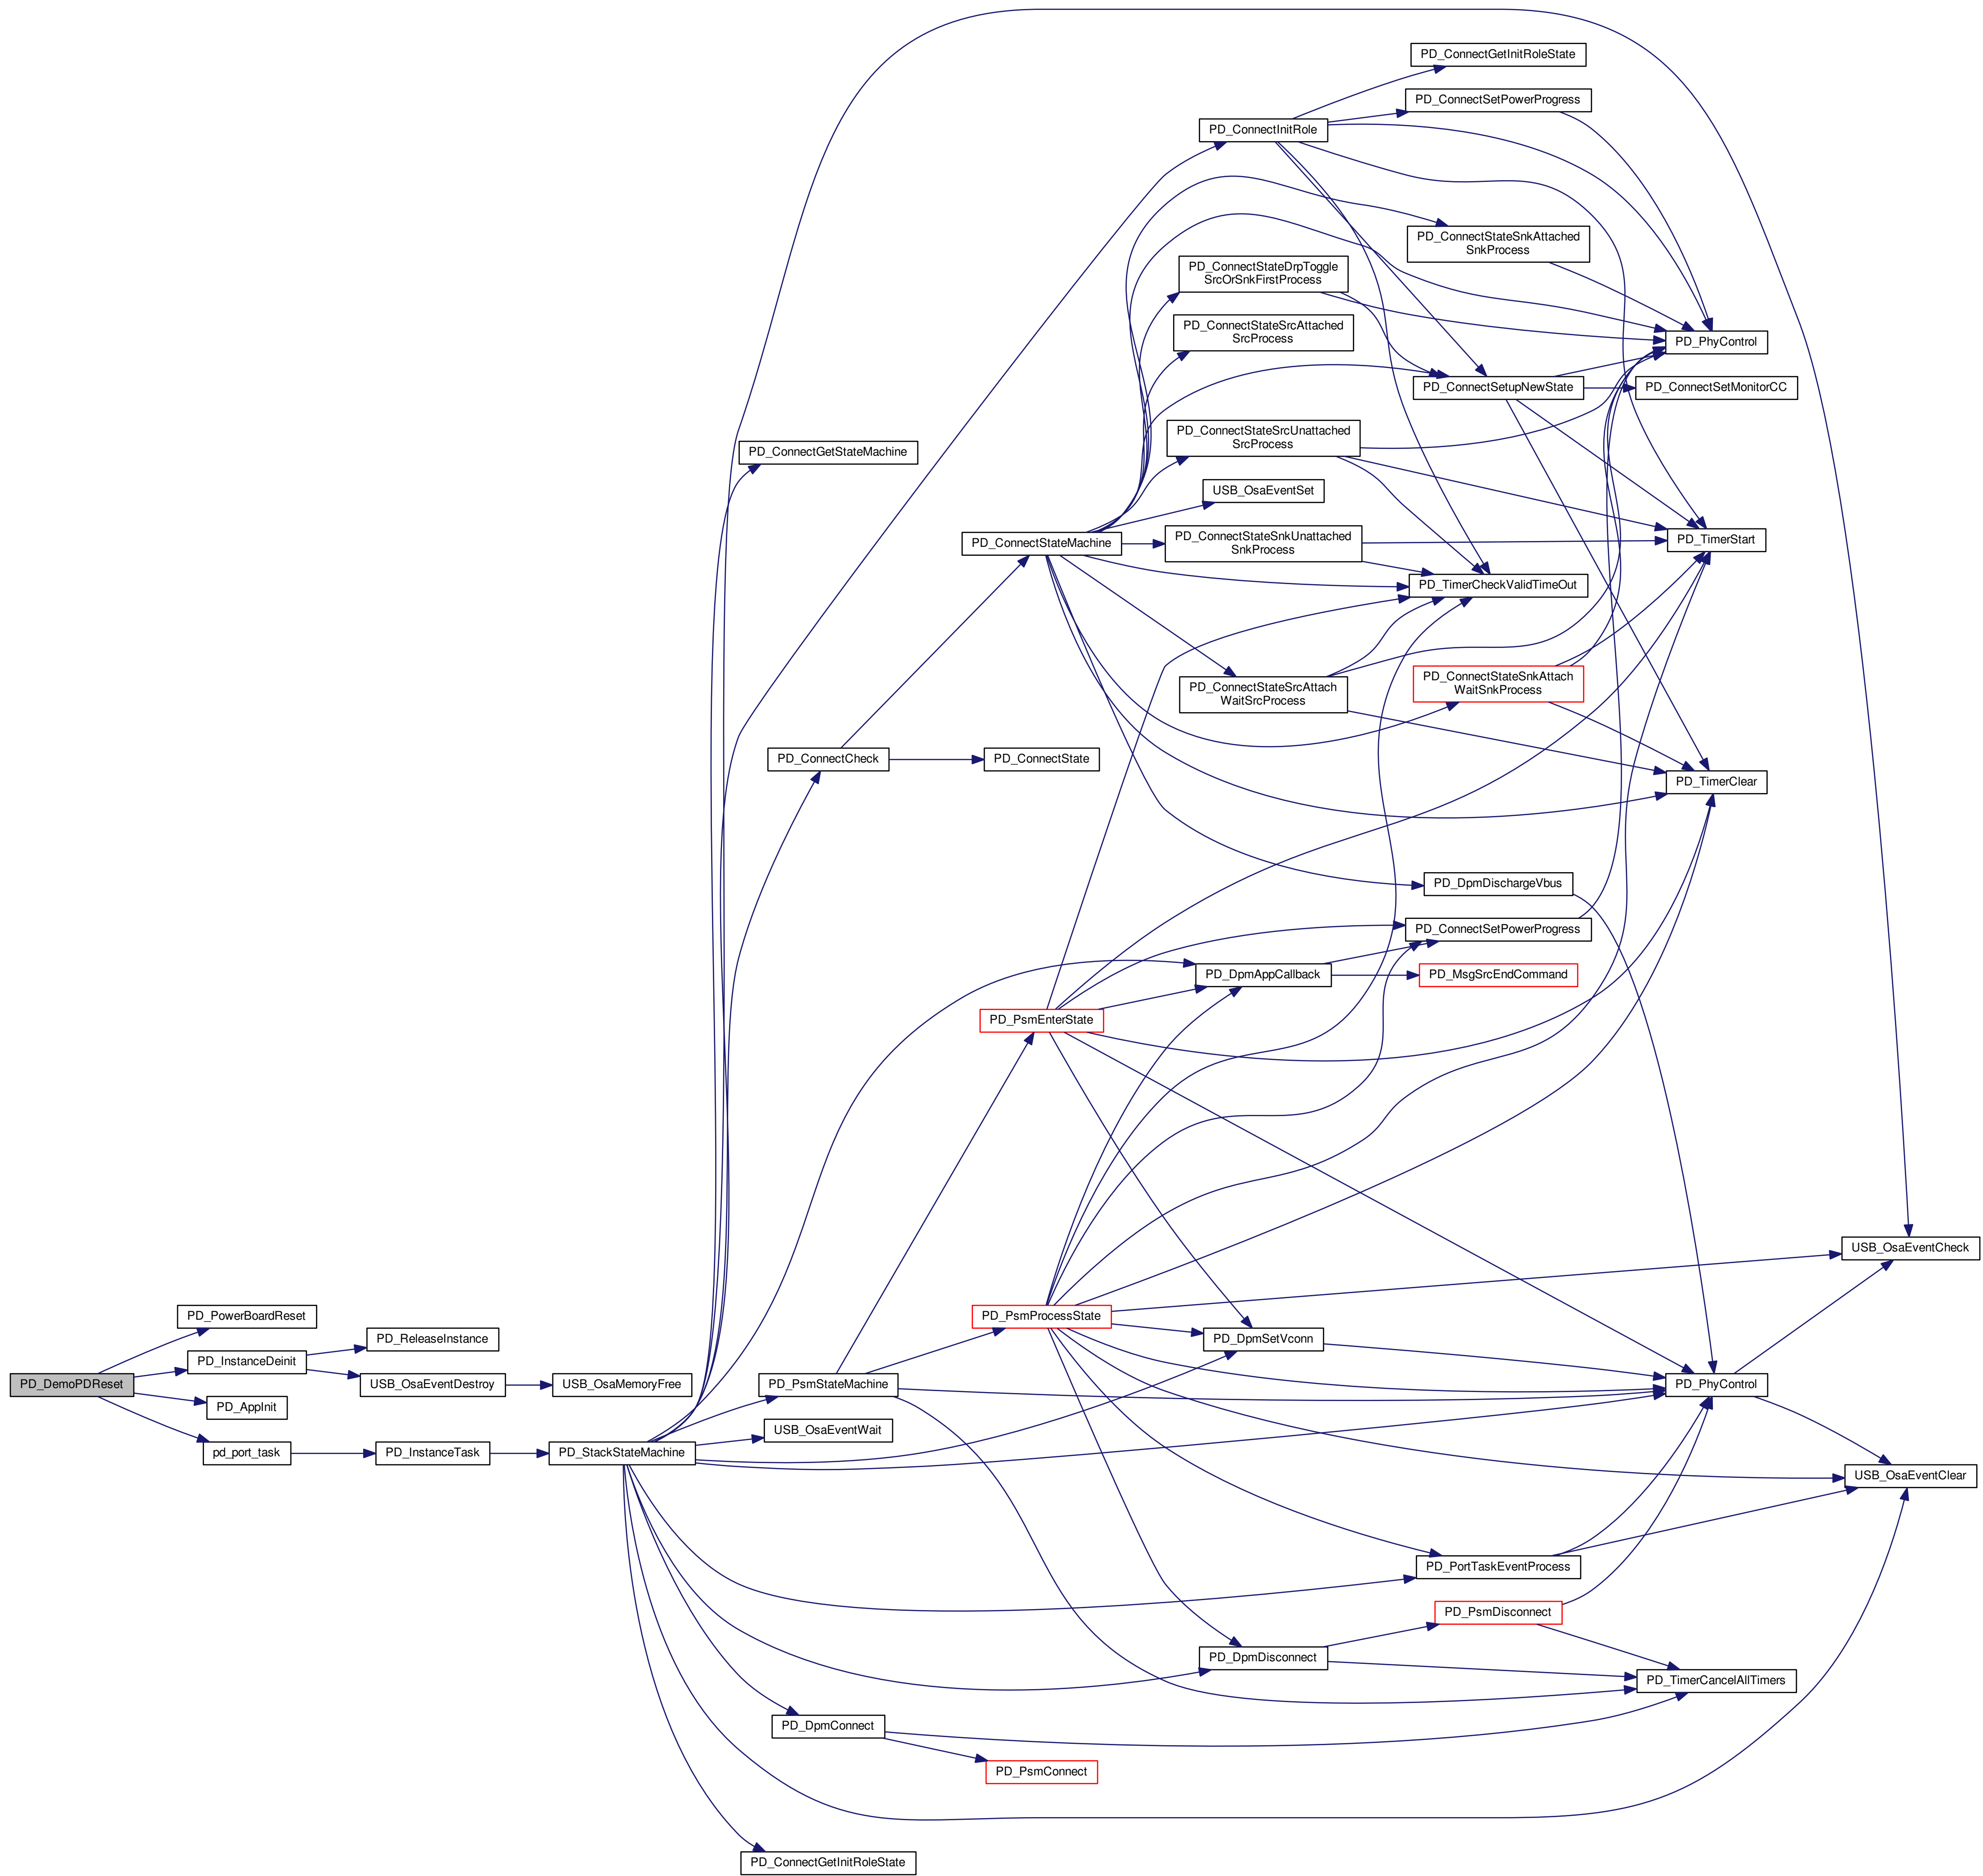 PD_ConnectGetInitRoleState
PD_ConnectSetPowerProgress
PD_ConnectInitRole
PD_ConnectStateSnkAttached
SnkProcess
PD_ConnectStateDrpToggle
SrcOrSnkFirstProcess
PD_ConnectStateSrcAttached
SrcProcess
PD_PhyControl
PD_ConnectSetupNewState
PD_ConnectSetMonitorCC
PD_ConnectStateSrcUnattached
SrcProcess
PD_ConnectGetStateMachine
USB_OsaEventSet
PD_ConnectStateMachine
PD_ConnectStateSnkUnattached
SnkProcess
PD_TimerStart
PD_TimerCheckValidTimeOut
PD_ConnectStateSrcAttach
WaitSrcProcess
PD_ConnectStateSnkAttach
WaitSnkProcess
PD_ConnectCheck
PD_ConnectState
PD_TimerClear
PD_DpmDischargeVbus
PD_ConnectSetPowerProgress
PD_DpmAppCallback
PD_MsgSrcEndCommand
PD_PsmEnterState
USB_OsaEventCheck
PD_PowerBoardReset
PD_PsmProcessState
PD_ReleaseInstance
PD_DpmSetVconn
PD_InstanceDeinit
PD_DemoPDReset
USB_OsaEventDestroy
USB_OsaMemoryFree
PD_PsmStateMachine
PD_PhyControl
PD_AppInit
USB_OsaEventWait
pd_port_task
PD_InstanceTask
PD_StackStateMachine
USB_OsaEventClear
PD_PortTaskEventProcess
PD_PsmDisconnect
PD_DpmDisconnect
PD_TimerCancelAllTimers
PD_DpmConnect
PD_PsmConnect
PD_ConnectGetInitRoleState